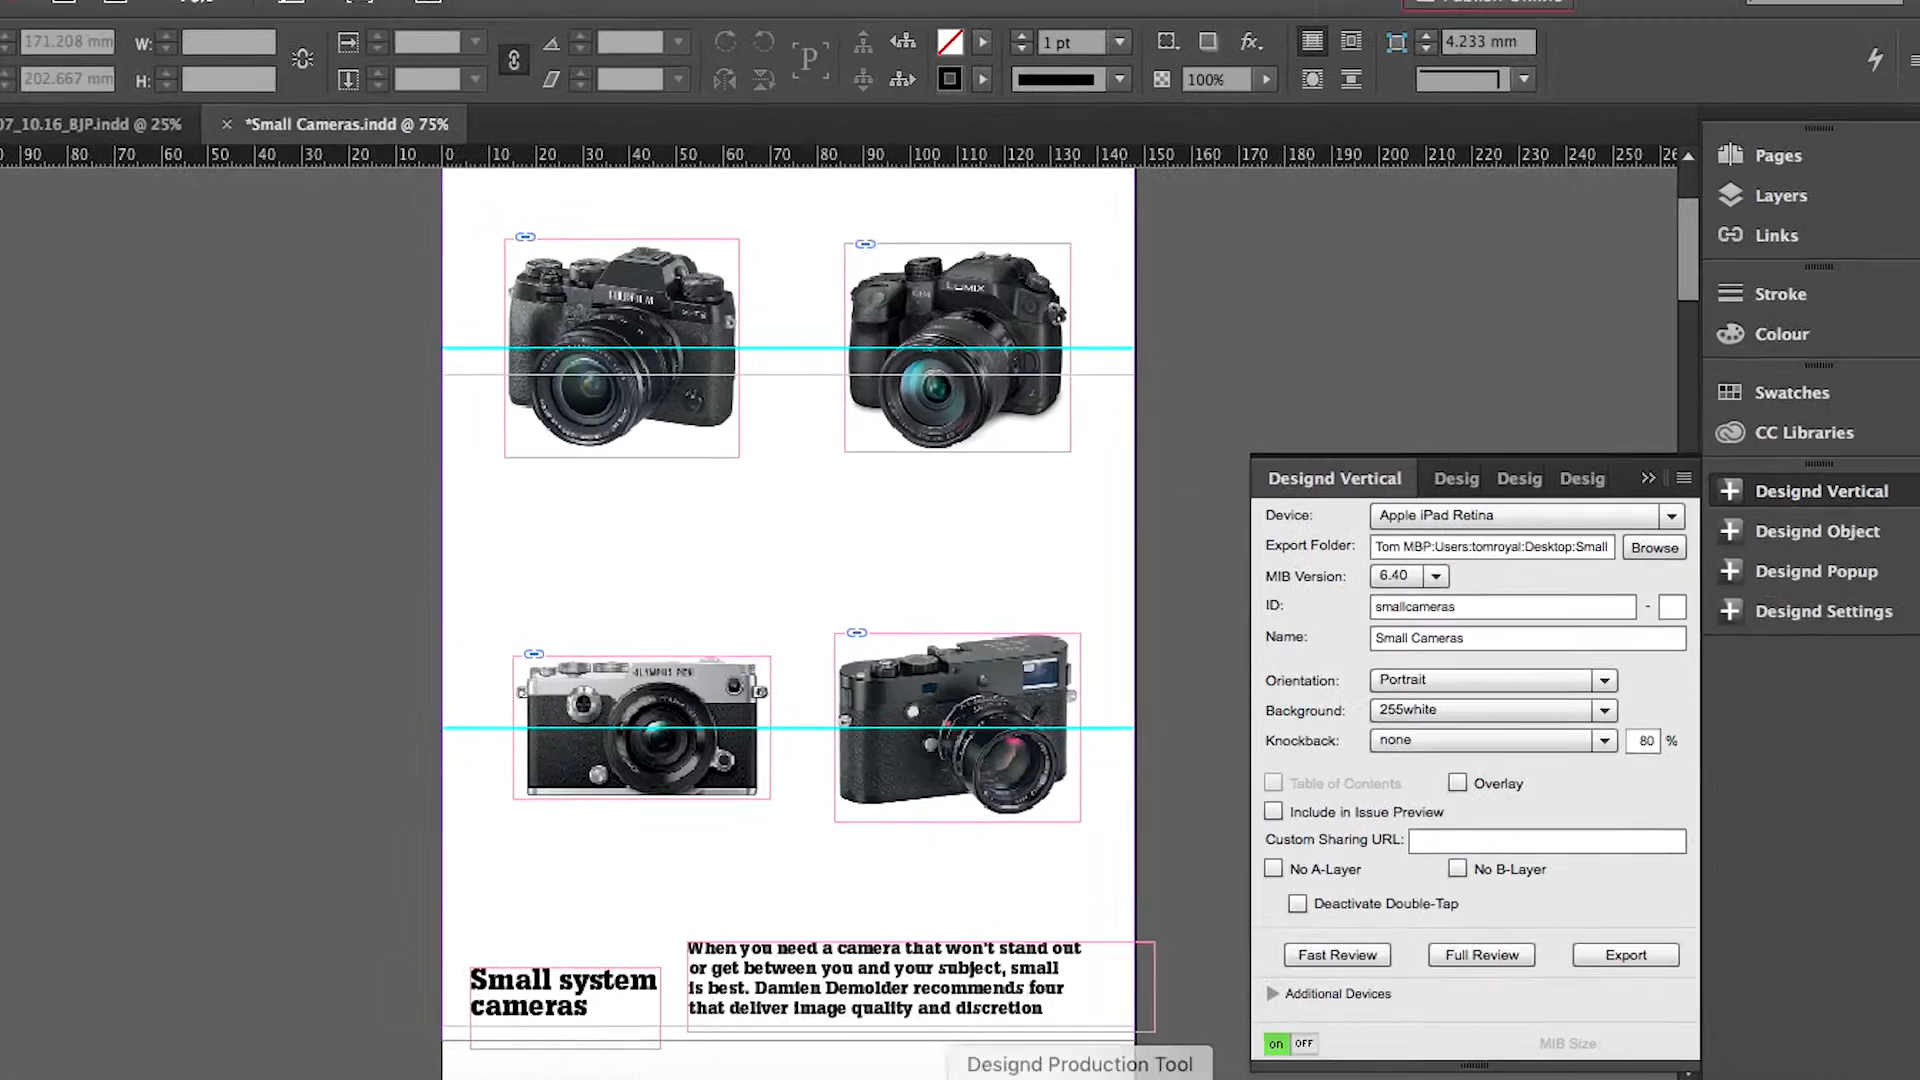 171.208 mm
W:
1 pt
fx.
4.233 mm
202.667 mm
H:
P
100%
07_10.16_BJP.indd @ 25%
× *Small Cameras.indd @ 75%
90 80 70 60 50 40 30 20 10 0 10 20 30 40 50 60 70 80 90 100 110 120 130 140 150 160 170 180 190 200 210 220 230 240 250 26
Pages
Layers
Links
Stroke
Colour
Swatches
CC Libraries
Designd Vertical
Designd Object
Designd Popup
Designd Settings
FUJIFILM
LUMIX
OLYMPUS PEN
Small system
cameras
When you need a camera that won't stand out
or get between you and your subject, small
is best. Damien Demolder recommends four
that deliver image quality and discretion
Designd Vertical Desig Desig Desig
Device: Apple iPad Retina
Export Folder: Tom MBP:Users:tomroyal:Desktop:Small Browse
MIB Version: 6.40
ID: smallcameras -
Name: Small Cameras
Orientation: Portrait
Background: 255white
Knockback: none 80 %
Table of Contents Overlay
Include in Issue Preview
Custom Sharing URL:
No A-Layer No B-Layer
Deactivate Double-Tap
Fast Review Full Review Export
Additional Devices
on OFF MIB Size
Designd Production Tool